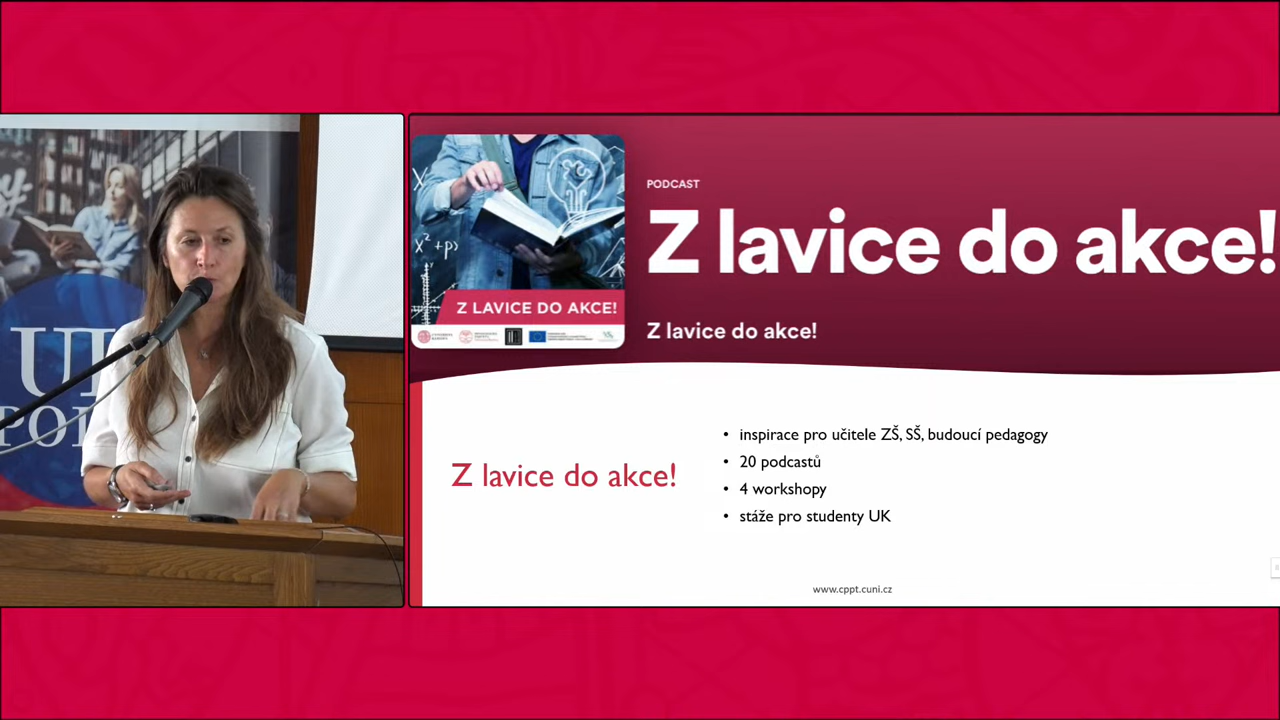 PODCAST
Z lavice do akce!
Z lavice do akce!
x² + p
Z LAVICE DO AKCE!
Z lavice do akce!
• inspirace pro učitele ZŠ, SŠ, budoucí pedagogy
• 20 podcastů
• 4 workshopy
• stáže pro studenty UK
www.cppt.cuni.cz